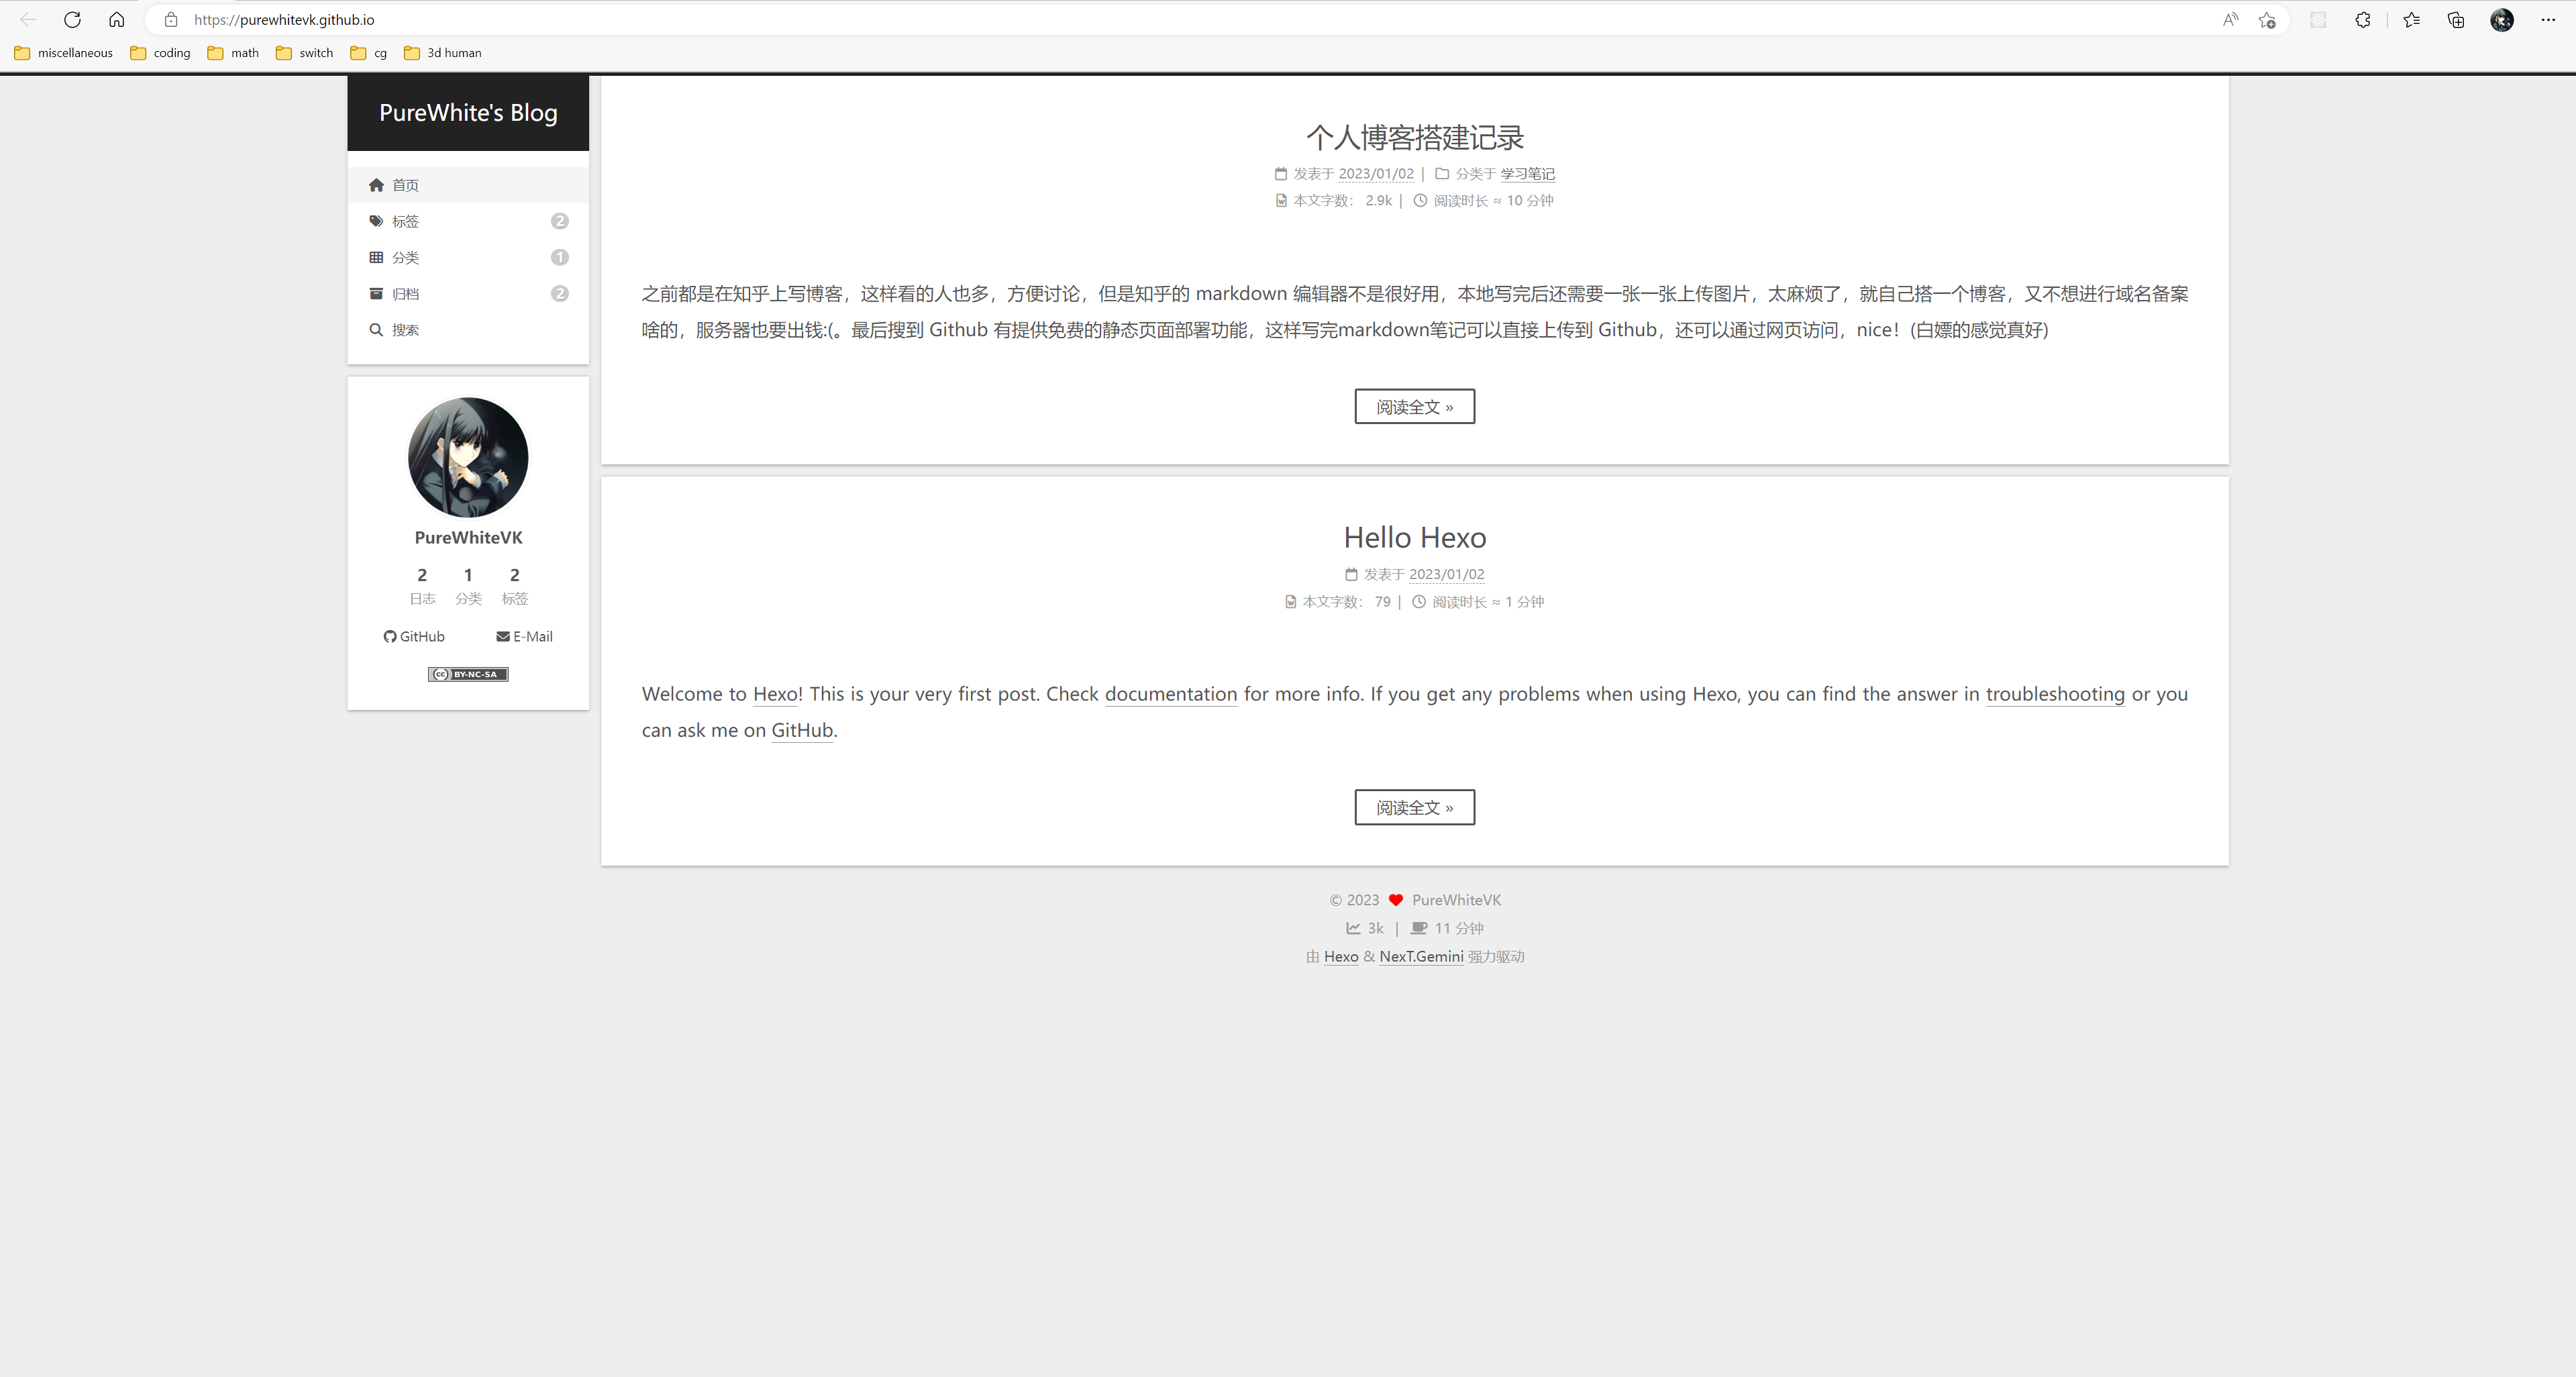 https://purewhitevk.github.io
miscellaneous coding math switch cg 3d human
PureWhite's Blog
首页
标签 2
分类 1
归档 2
搜索
PureWhiteVK
2 1 2
日志 分类 标签
GitHub E-Mail
cc BY-NC-SA
个人博客搭建记录
发表于 2023/01/02 | 分类于 学习笔记
本文字数： 2.9k | 阅读时长 ≈ 10 分钟
之前都是在知乎上写博客，这样看的人也多，方便讨论，但是知乎的 markdown 编辑器不是很好用，本地写完后还需要一张一张上传图片，太麻烦了，就自己搭一个博客，又不想进行域名备案
啥的，服务器也要出钱:(。最后搜到 Github 有提供免费的静态页面部署功能，这样写完markdown笔记可以直接上传到 Github，还可以通过网页访问，nice！(白嫖的感觉真好)
阅读全文 »
Hello Hexo
发表于 2023/01/02
本文字数： 79 | 阅读时长 ≈ 1 分钟
Welcome to Hexo! This is your very first post. Check documentation for more info. If you get any problems when using Hexo, you can find the answer in troubleshooting or you
can ask me on GitHub.
阅读全文 »
© 2023 PureWhiteVK
3k | 11 分钟
由 Hexo & NexT.Gemini 强力驱动